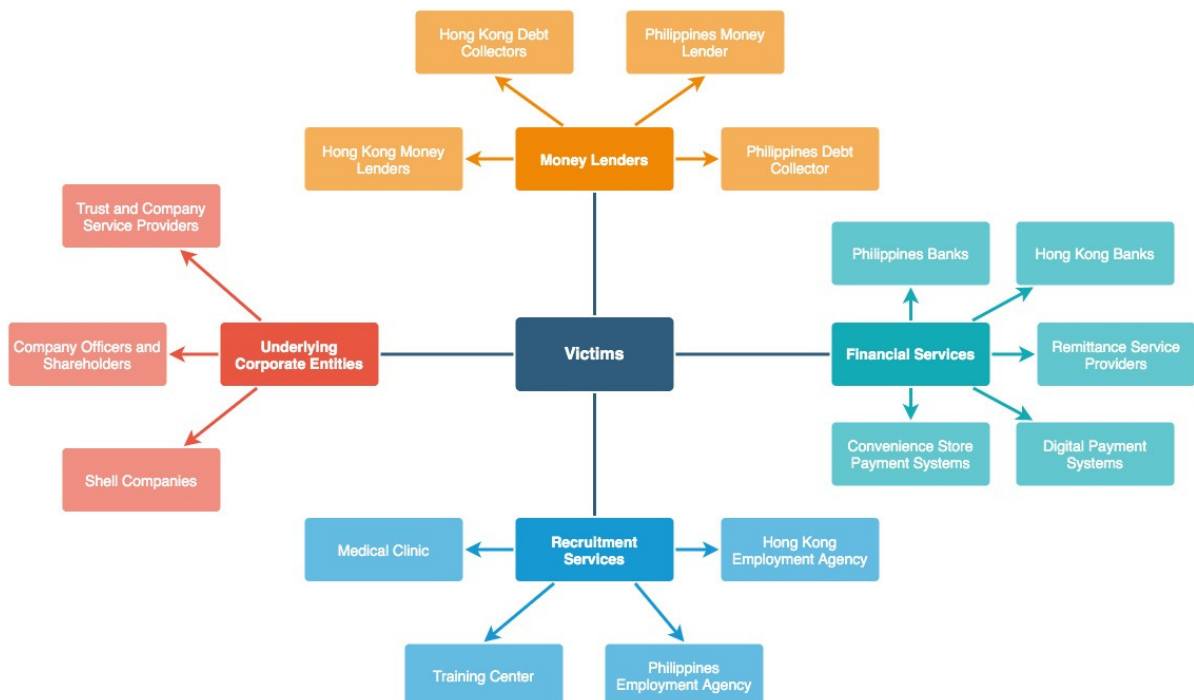 Hong Kong Debt
Collectors
Philippines Money
Lender
Hong Kong Money
Lenders
Money Lenders
Philippines Debt
Collector
Trust and Company
Service Providers
Philippines Banks
Hong Kong Banks
Company Officers and
Shareholders
Underlying
Corporate Entities
Victims
Financial Services
Remittance Service
Providers
Shell Companies
Convenience Store
Payment Systems
Digital Payment
Systems
Medical Clinic
Recruitment
Services
Hong Kong
Employment Agency
Training Center
Philippines
Employment Agency